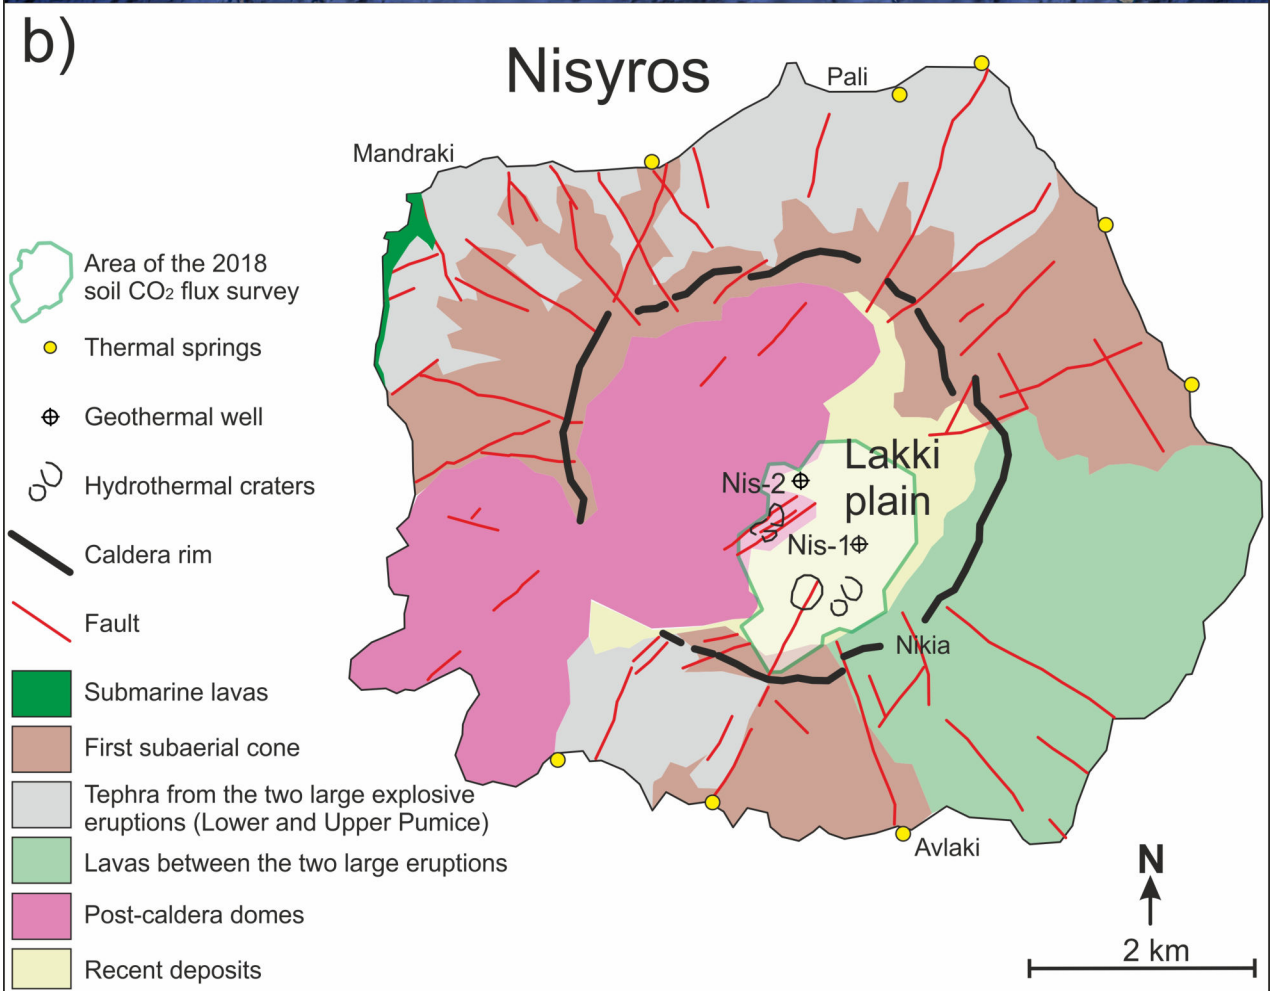 b)
Nisyros
Pali
Mandraki
Area of the 2018
soil CO₂ flux survey
Thermal springs
Geothermal well
Hydrothermal craters
Caldera rim
Fault
Submarine lavas
First subaerial cone
Tephra from the two large explosive
eruptions (Lower and Upper Pumice)
Lavas between the two large eruptions
Post-caldera domes
Recent deposits
Lakki
plain
Nis-2
Nis-1
Nikia
Avlaki
N
2 km